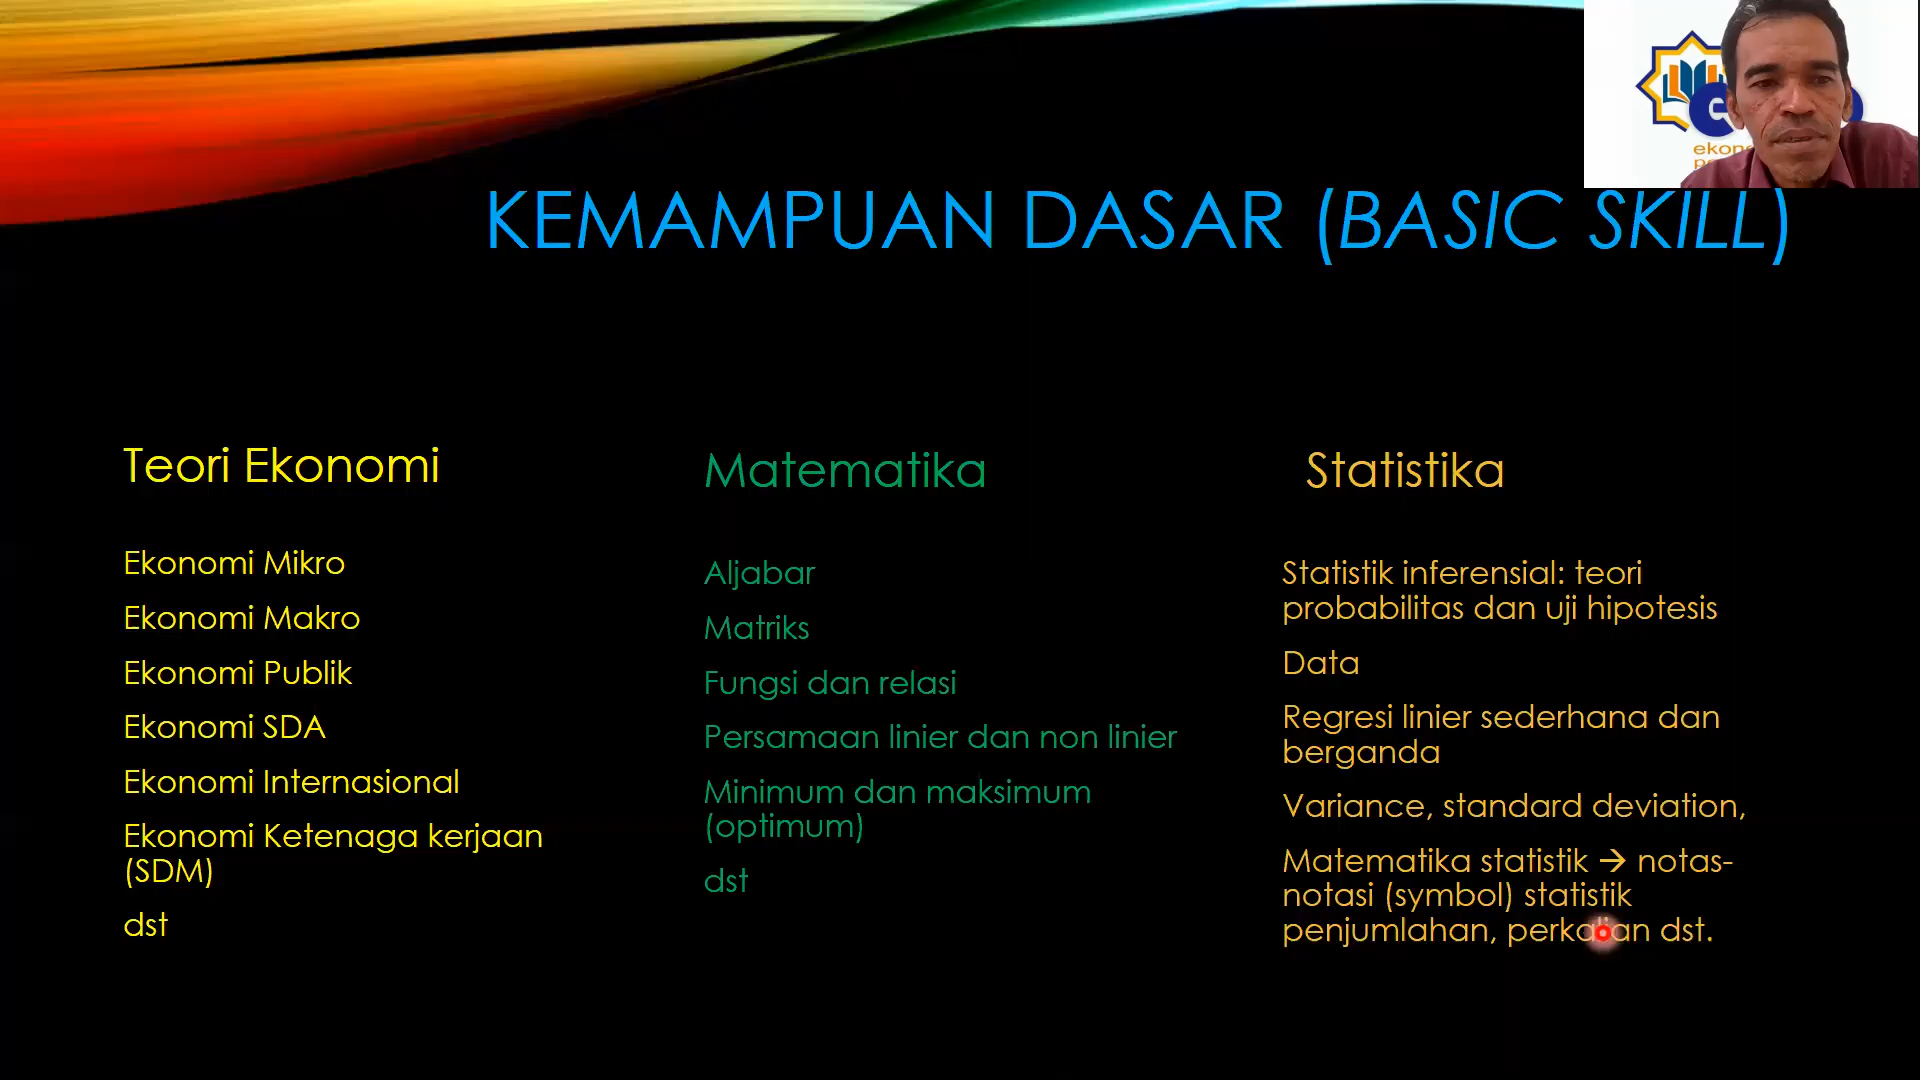 KEMAMPUAN DASAR (BASIC SKILL)
Teori Ekonomi
Ekonomi Mikro
Ekonomi Makro
Ekonomi Publik
Ekonomi SDA
Ekonomi Internasional
Ekonomi Ketenaga kerjaan
(SDM)
dst
Matematika
Aljabar
Matriks
Fungsi dan relasi
Persamaan linier dan non linier
Minimum dan maksimum
(optimum)
dst
Statistika
Statistik inferensial: teori
probabilitas dan uji hipotesis
Data
Regresi linier sederhana dan
berganda
Variance, standard deviation,
Matematika statistik → notas-
notasi (symbol) statistik
penjumlahan, perkalian dst.